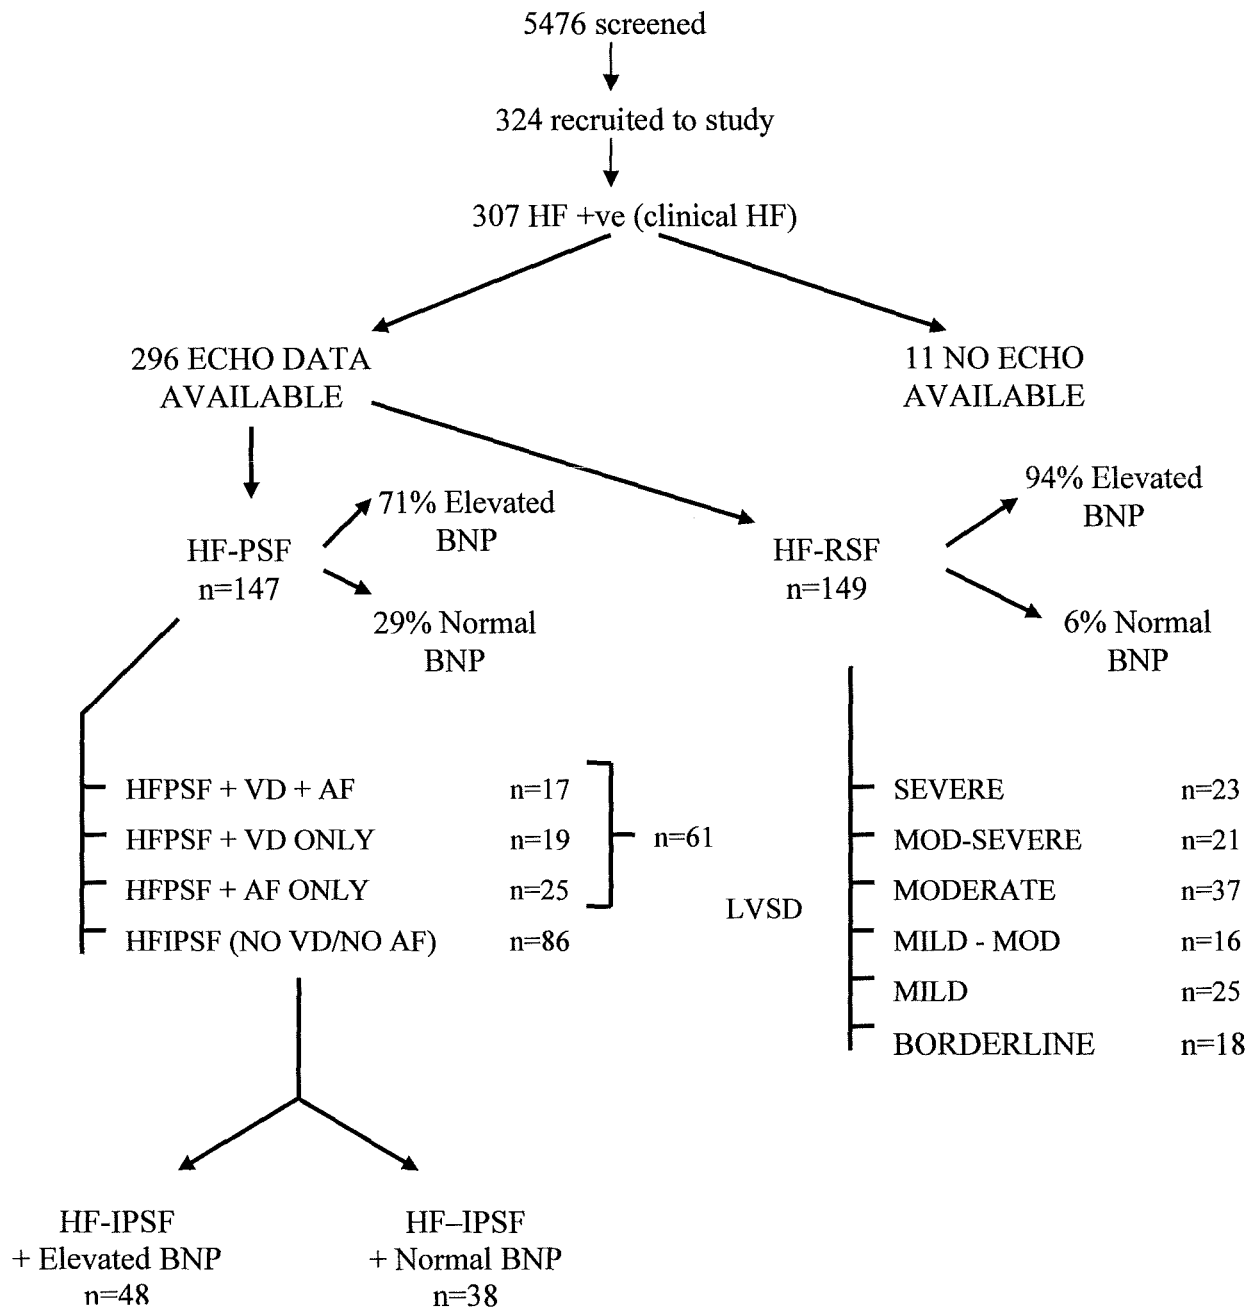 5476 screened
324 recruited to study
307 HF +ve (clinical HF)
296 ECHO DATA
AVAILABLE
11 NO ECHO
AVAILABLE
71% Elevated
BNP
HF-PSF
n=147
29% Normal
BNP
94% Elevated
BNP
HF-RSF
n=149
6% Normal
BNP
HFPSF + VD + AF n=17
HFPSF + VD ONLY n=19
HFPSF + AF ONLY n=25
n=61
HFIPSF (NO VD/NO AF) n=86
LVSD
SEVERE n=23
MOD-SEVERE n=21
MODERATE n=37
MILD - MOD n=16
MILD n=25
BORDERLINE n=18
HF-IPSF
+ Elevated BNP
n=48
HF–IPSF
+ Normal BNP
n=38